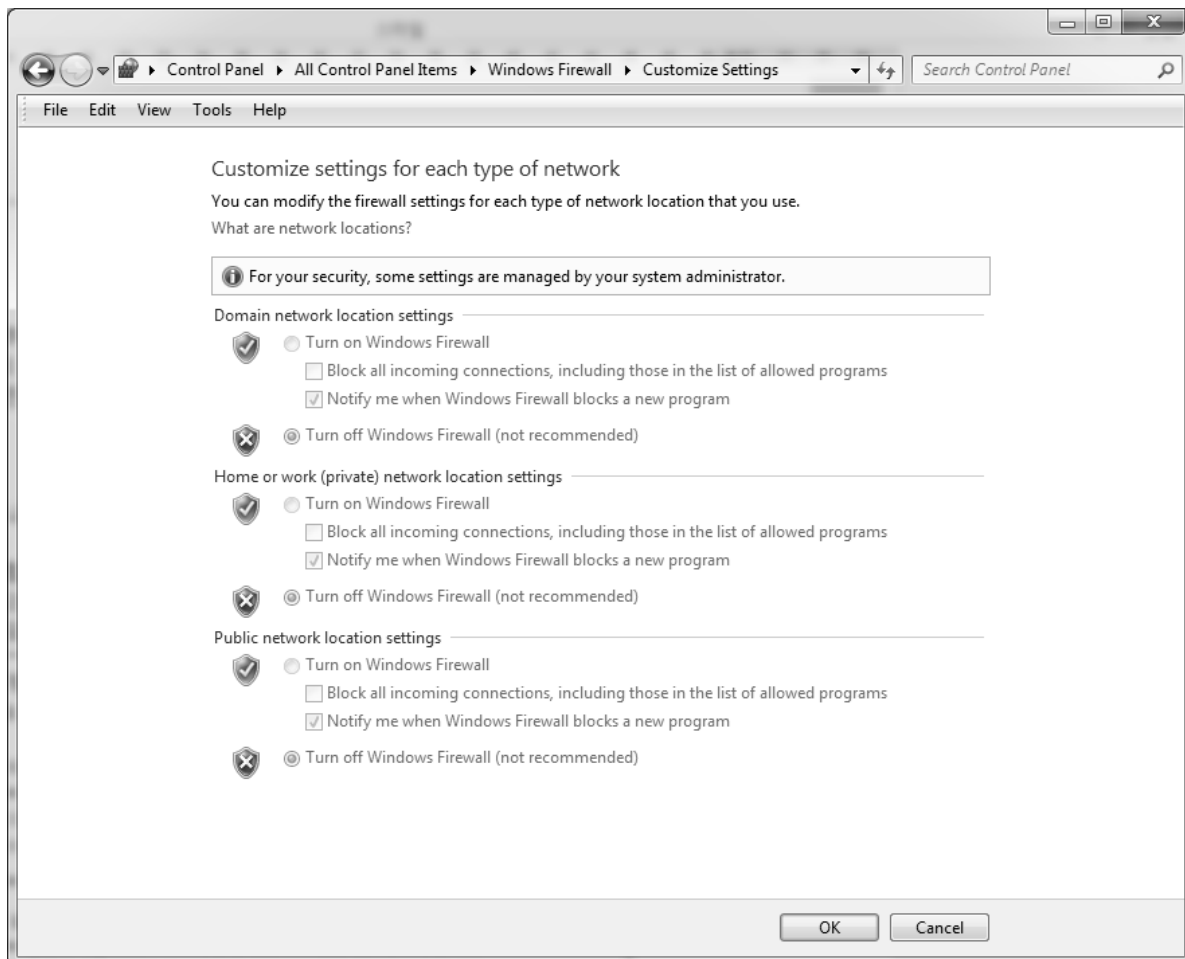 Control Panel All Control Panel Items Windows Firewall Customize Settings Search Control Panel
File Edit View Tools Help
Customize settings for each type of network
You can modify the firewall settings for each type of network location that you use.
What are network locations?
For your security, some settings are managed by your system administrator.
Domain network location settings
Turn on Windows Firewall
Block all incoming connections, including those in the list of allowed programs
Notify me when Windows Firewall blocks a new program
Turn off Windows Firewall (not recommended)
Home or work (private) network location settings
Turn on Windows Firewall
Block all incoming connections, including those in the list of allowed programs
Notify me when Windows Firewall blocks a new program
Turn off Windows Firewall (not recommended)
Public network location settings
Turn on Windows Firewall
Block all incoming connections, including those in the list of allowed programs
Notify me when Windows Firewall blocks a new program
Turn off Windows Firewall (not recommended)
OK Cancel